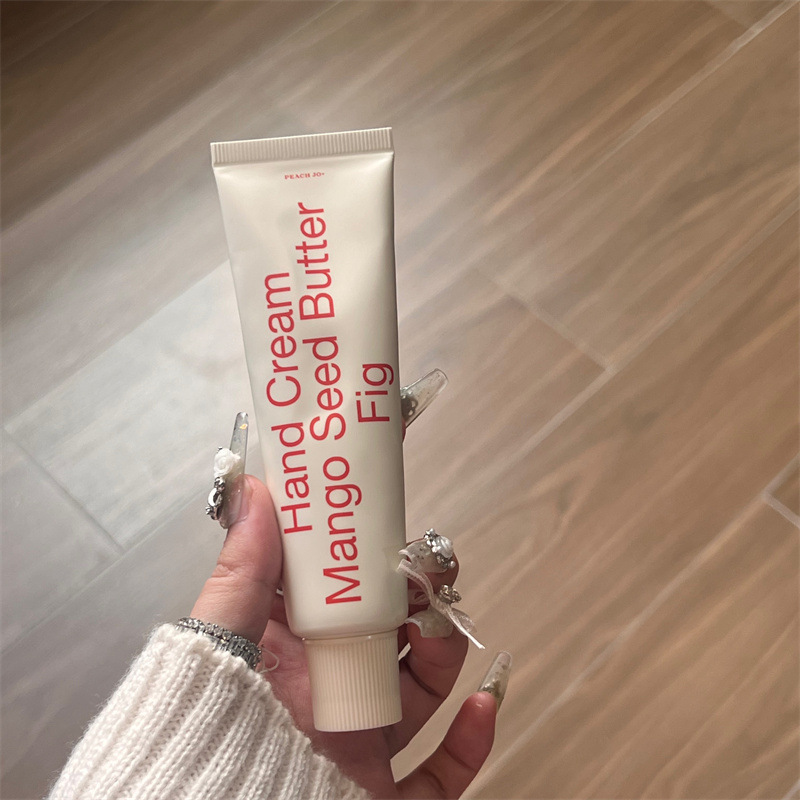 PEACH JO+
Hand Cream
Mango Seed Butter
Fig